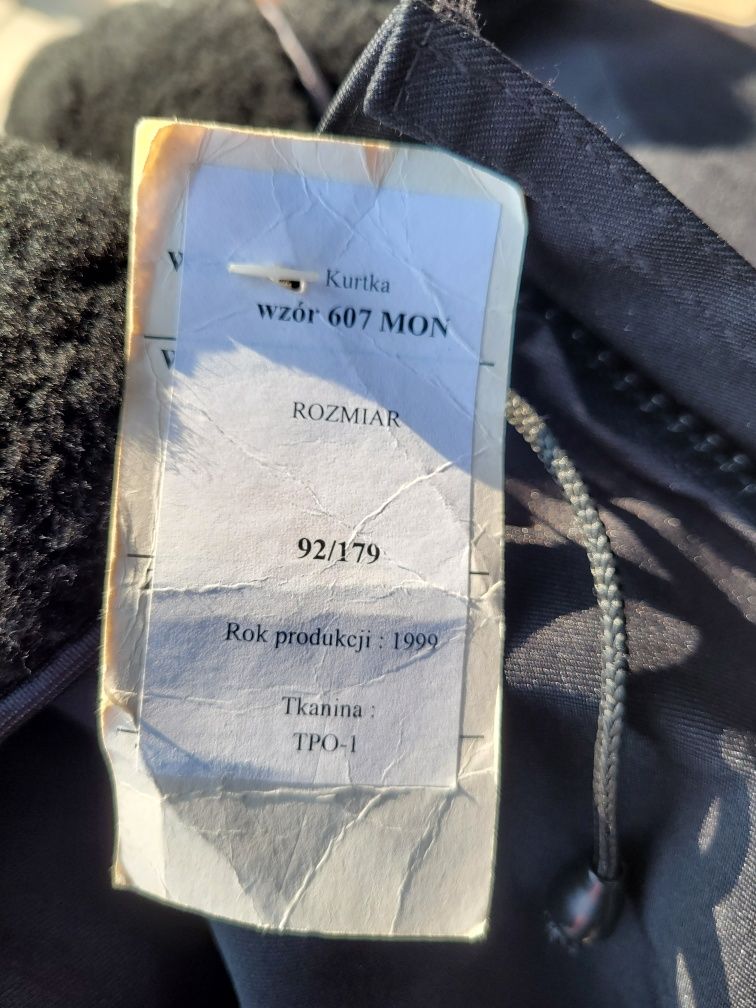 W
Kurtka
wzór 607 MON
W
ROZMIAR
92/179
Rok produkcji : 1999
Tkanina :
TPO-1